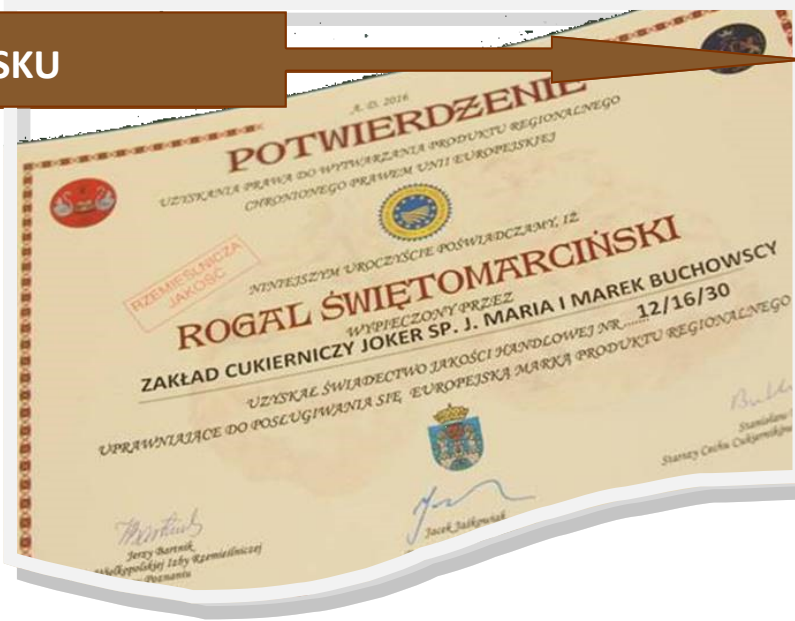 SKU
A. D. 2016
POTWIERDZENIE
UZYSKANIA PRAWA DO WYTWARZANIA PRODUKTU REGIONALNEGO
CHRONIONEGO PRAWEM UNII EUROPEJSKIEJ
RZEMIEŚLNICZA
JAKOŚĆ
NINIEJSZYM UROCZYŚCIE POŚWIADCZAMY, IŻ
ROGAL ŚWIĘTOMARCIŃSKI
WYPIECZONY PRZEZ
ZAKŁAD CUKIERNICZY JOKER SP. J. MARIA I MAREK BUCHOWSCY
UZYSKAŁ ŚWIADECTWO JAKOŚCI HANDLOWEJ NR 12/16/30
UPRAWNIAJĄCE DO POSŁUGIWANIA SIĘ EUROPEJSKĄ MARKĄ PRODUKTU REGIONALNEGO
Jerzy Bartnik
Wielkopolskiej Izby Rzemieślniczej
Poznaniu
Jacek Jaśkowiak
Stanisław
Starszy Cechu